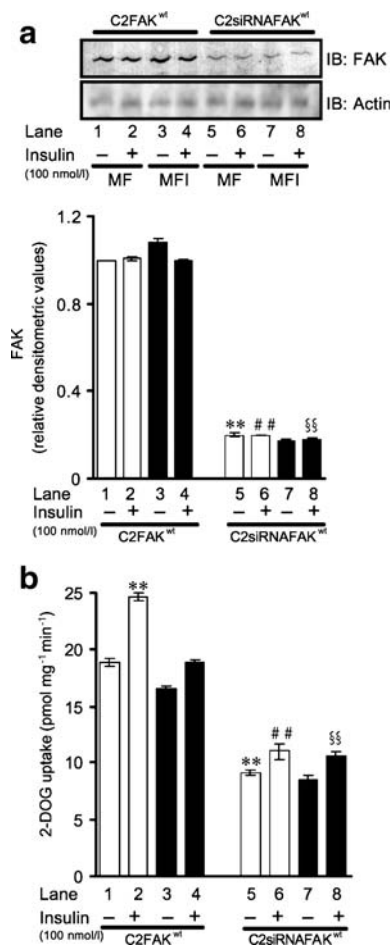 a
C2FAKwt C2siRNAFAKwt
IB: FAK
IB: Actin
Lane 1 2 3 4 5 6 7 8
Insulin − + − + − + − +
(100 nmol/l) MF MFI MF MFI
1.2
0.8
0.4
0
FAK
(relative densitometric values)
** ## §§
Lane 1 2 3 4 5 6 7 8
Insulin − + − + − + − +
(100 nmol/l) C2FAKwt C2siRNAFAKwt
b
25
20
15
10
5
0
2-DOG uptake (pmol mg−1 min−1)
** ** ## §§
Lane 1 2 3 4 5 6 7 8
Insulin − + − + − + − +
(100 nmol/l) C2FAKwt C2siRNAFAKwt